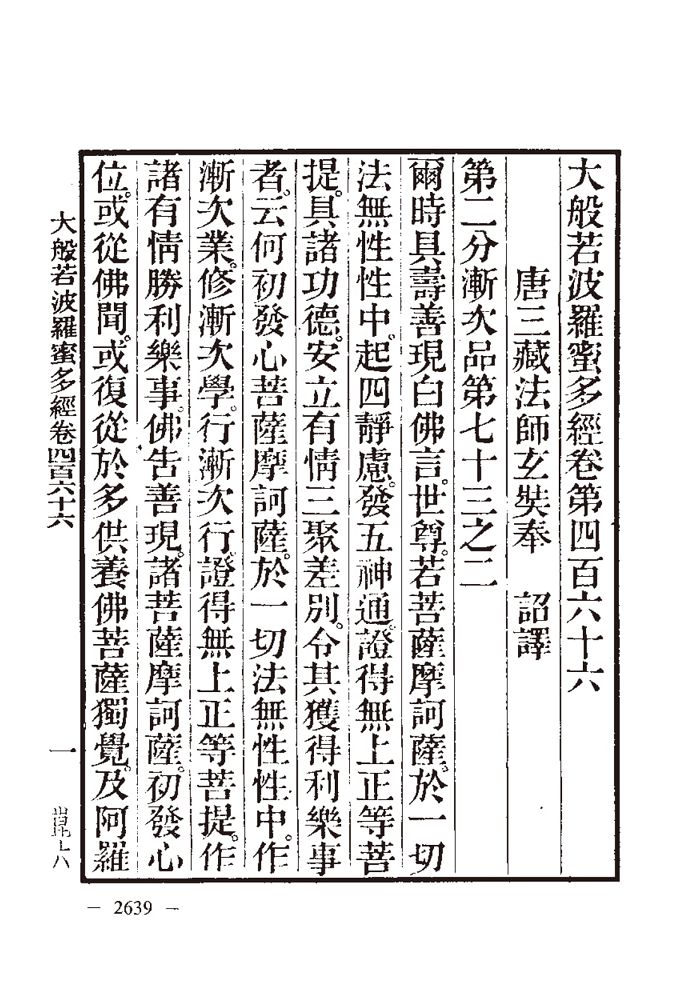 大般若波羅蜜多經卷第四百六十六
唐三藏法師玄奘奉　詔譯
第二分漸次品第七十三之二
爾時具壽善現白佛言。世尊。若菩薩摩訶薩。於一切
法無性性中。起四靜慮。發五神通。證得無上正等菩
提。具諸功德。安立有情三聚差別。令其獲得利樂事
者。云何初發心菩薩摩訶薩。於一切法無性性中。作
漸次業。修漸次學。行漸次行。證得無上正等菩提。作
諸有情勝利樂事。佛告善現。諸菩薩摩訶薩。初發心
位。或從佛聞。或復從於多供養佛菩薩獨覺。及阿羅
大般若波羅蜜多經卷四百六十六
一
— 2639 —